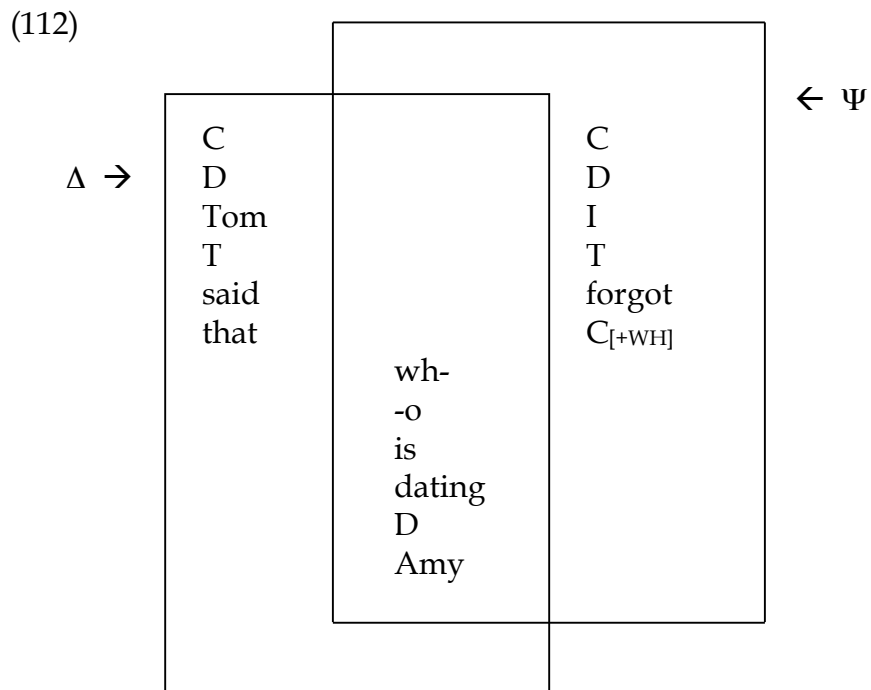 (112)
← Ψ
C C
Δ → D D
Tom I
T T
said forgot
that C[+WH]
wh-
-o
is
dating
D
Amy